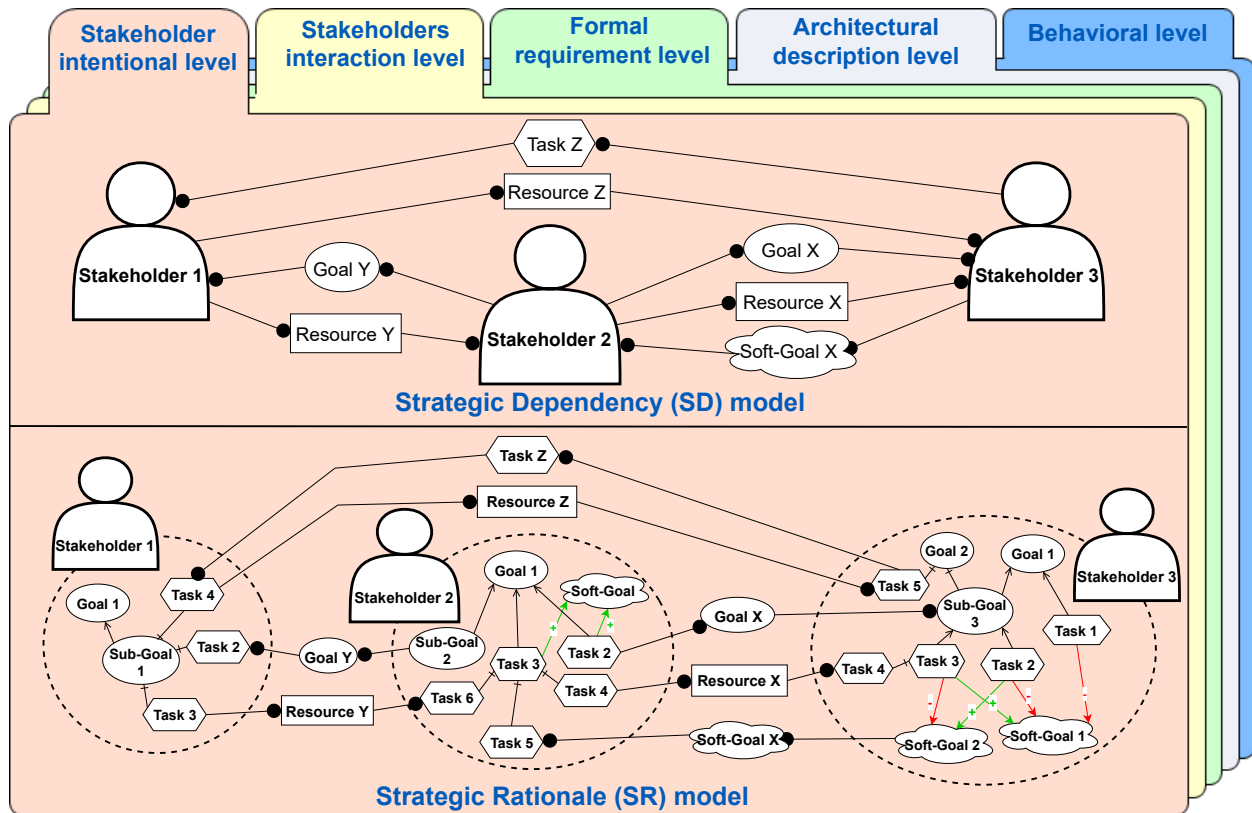 Stakeholder
intentional level
Stakeholders
interaction level
Formal
requirement level
Architectural
description level
Behavioral level
Task Z
Resource Z
Stakeholder 1
Goal Y
Resource Y
Stakeholder 2
Goal X
Resource X
Soft-Goal X
Stakeholder 3
Strategic Dependency (SD) model
Task Z
Resource Z
Stakeholder 1
Goal 1
Task 4
Sub-Goal
1
Task 2
Task 3
Goal Y
Resource Y
Stakeholder 2
Goal 1
Soft-Goal
+
+
Sub-Goal
2
Task 3
Task 2
Task 6
Task 4
Task 5
Goal X
Resource X
Soft-Goal X
Stakeholder 3
Goal 2
Goal 1
Task 5
Sub-Goal
3
Task 1
Task 4
Task 3
Task 2
-
+
+
-
-
Soft-Goal 2
Soft-Goal 1
Strategic Rationale (SR) model